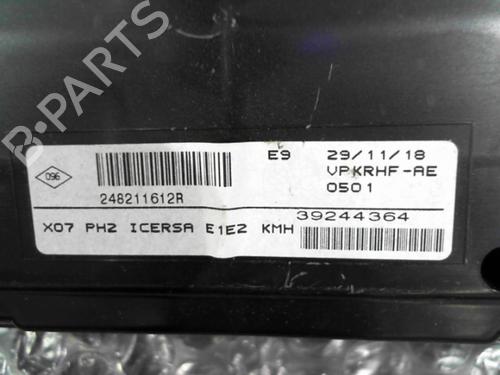 B-PARTS
E9 29/11/18
096
VPKRHF-AE
248211612R
0501
39244364
X07 PH2 ICERSA E1E2 KMH